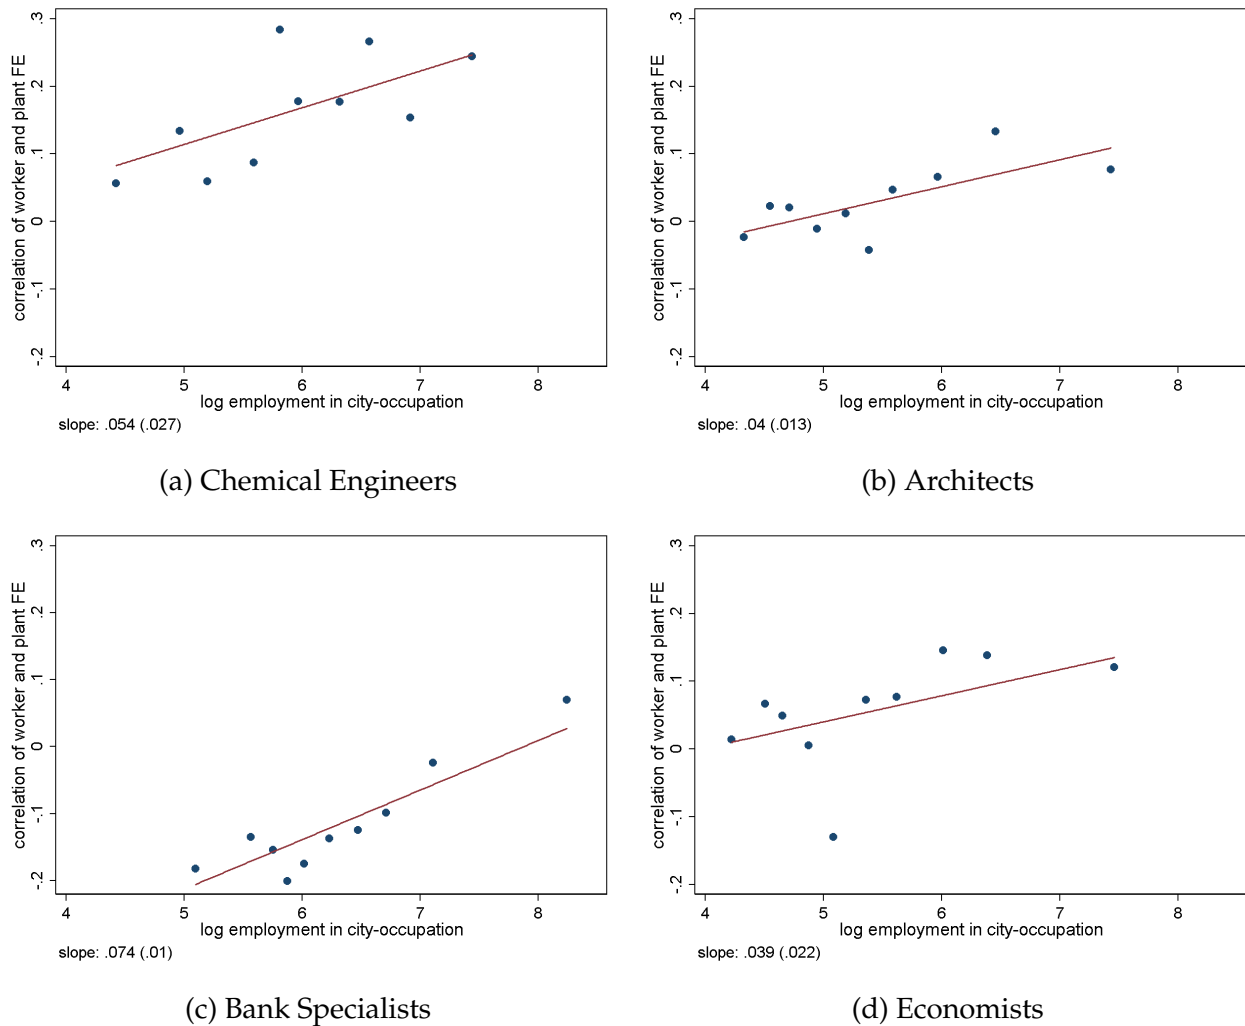 correlation of worker and plant FE
.3
.2
.1
0
-.1
-.2
4 5 6 7 8
log employment in city-occupation
slope: .054 (.027)
(a) Chemical Engineers
correlation of worker and plant FE
.3
.2
.1
0
-.1
-.2
4 5 6 7 8
log employment in city-occupation
slope: .04 (.013)
(b) Architects
correlation of worker and plant FE
.3
.2
.1
0
-.1
-.2
4 5 6 7 8
log employment in city-occupation
slope: .074 (.01)
(c) Bank Specialists
correlation of worker and plant FE
.3
.2
.1
0
-.1
-.2
4 5 6 7 8
log employment in city-occupation
slope: .039 (.022)
(d) Economists